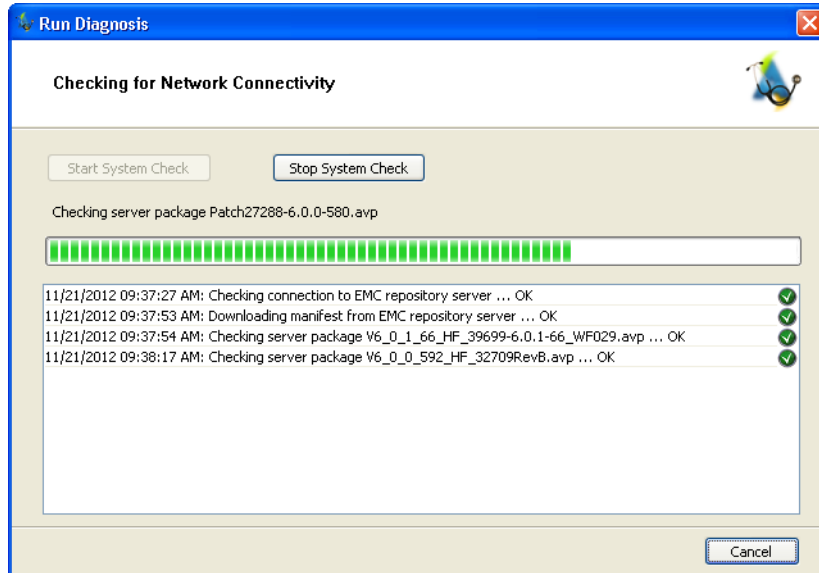 Run Diagnosis
Checking for Network Connectivity
Start System Check
Stop System Check
Checking server package Patch27288-6.0.0-580.avp
11/21/2012 09:37:27 AM: Checking connection to EMC repository server ... OK
11/21/2012 09:37:53 AM: Downloading manifest from EMC repository server ... OK
11/21/2012 09:37:54 AM: Checking server package V6_0_1_66_HF_39699-6.0.1-66_WF029.avp ... OK
11/21/2012 09:38:17 AM: Checking server package V6_0_0_592_HF_32709RevB.avp ... OK
Cancel